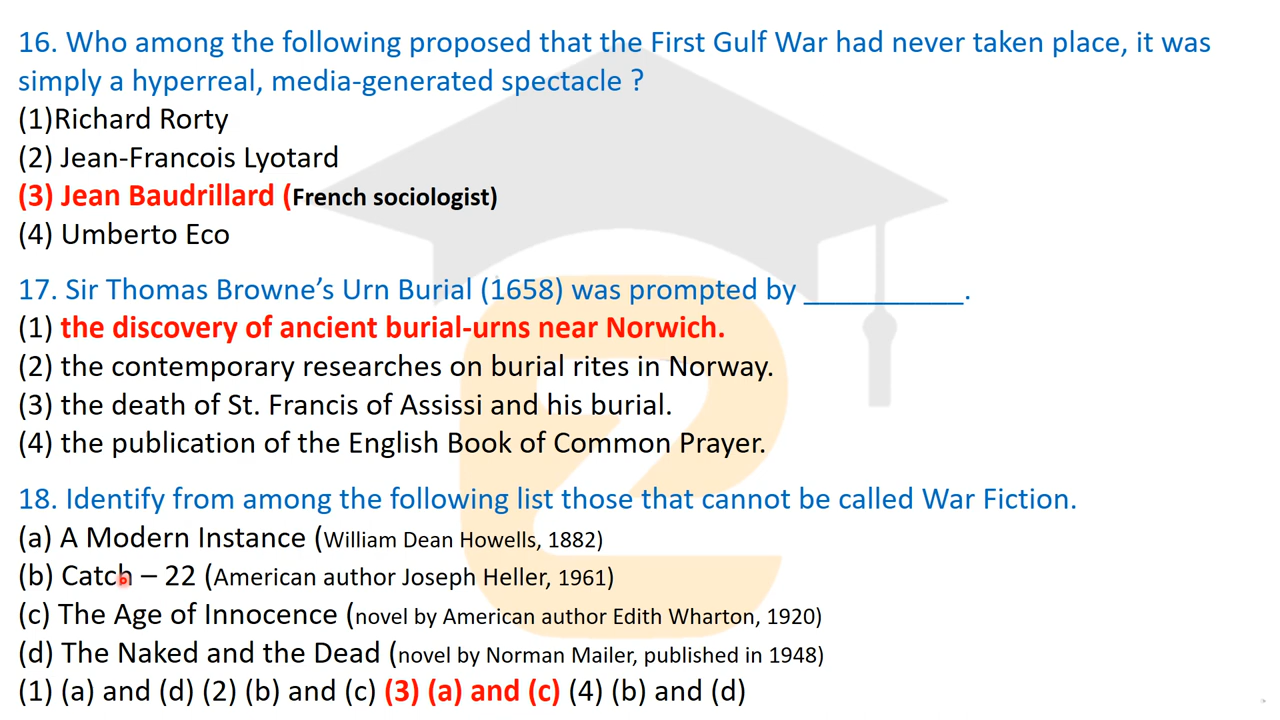 16. Who among the following proposed that the First Gulf War had never taken place, it was
simply a hyperreal, media-generated spectacle ?
(1)Richard Rorty
(2) Jean-Francois Lyotard
(3) Jean Baudrillard (French sociologist)
(4) Umberto Eco
17. Sir Thomas Browne’s Urn Burial (1658) was prompted by __________.
(1) the discovery of ancient burial-urns near Norwich.
(2) the contemporary researches on burial rites in Norway.
(3) the death of St. Francis of Assissi and his burial.
(4) the publication of the English Book of Common Prayer.
18. Identify from among the following list those that cannot be called War Fiction.
(a) A Modern Instance (William Dean Howells, 1882)
(b) Catch – 22 (American author Joseph Heller, 1961)
(c) The Age of Innocence (novel by American author Edith Wharton, 1920)
(d) The Naked and the Dead (novel by Norman Mailer, published in 1948)
(1) (a) and (d) (2) (b) and (c) (3) (a) and (c) (4) (b) and (d)